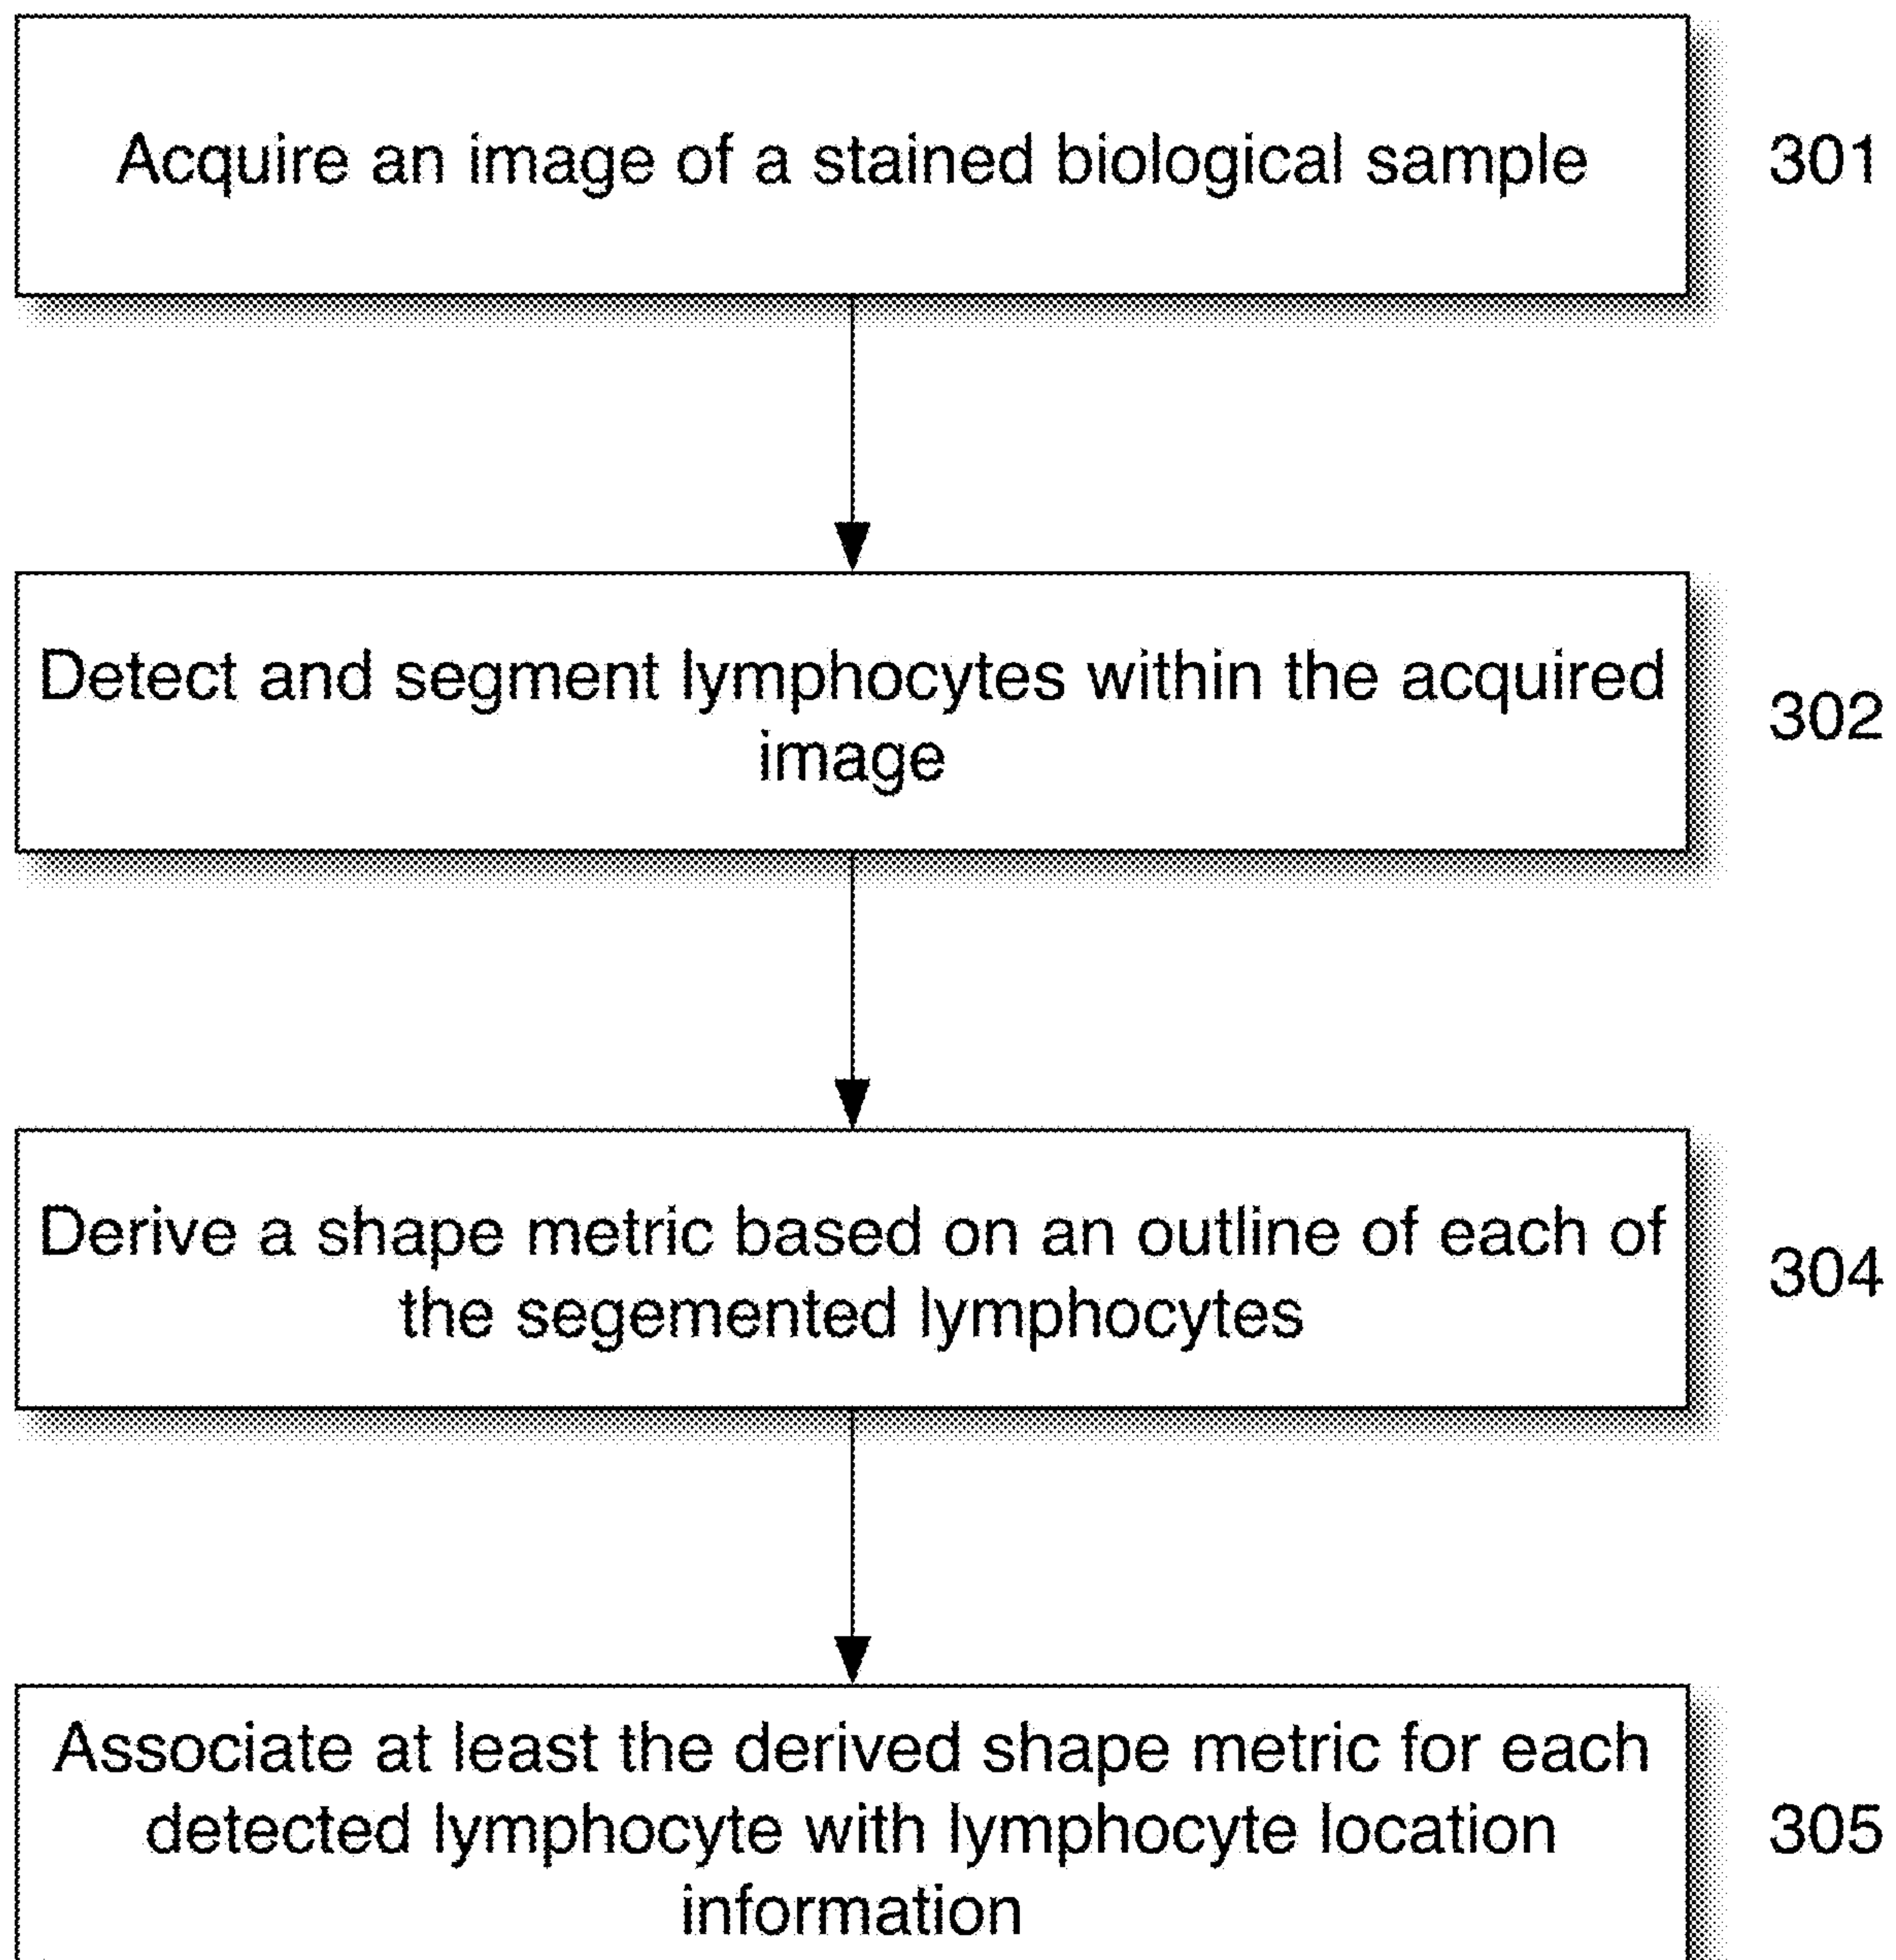 Acquire an image of a stained biological sample
301
Detect and segment lymphocytes within the acquired
image
302
Derive a shape metric based on an outline of each of
the segemented lymphocytes
304
Associate at least the derived shape metric for each
detected lymphocyte with lymphocyte location
information
305